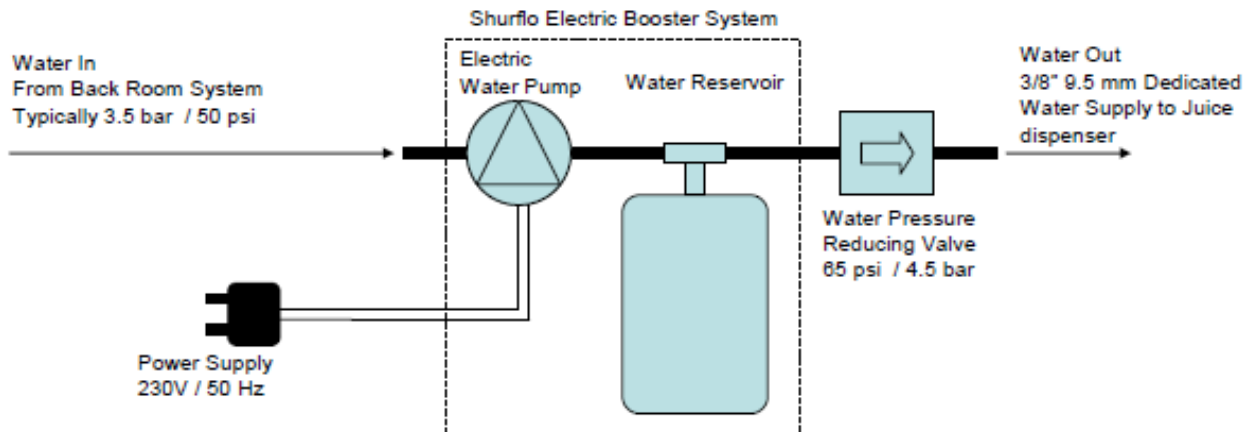 Shurflo Electric Booster System
Water In
From Back Room System
Typically 3.5 bar  / 50 psi
Electric
Water Pump
Water Reservoir
Water Out
3/8" 9.5 mm Dedicated
Water Supply to Juice
dispenser
Water Pressure
Reducing Valve
65 psi  / 4.5 bar
Power Supply
230V / 50 Hz